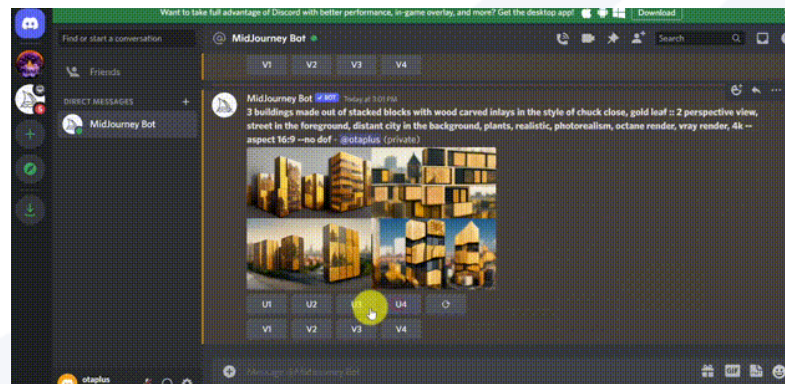 Want to take full advantage of Discord with better performance, in-game overlay, and more? Get the desktop app! Download
Find or start a conversation
@ MidJourney Bot
Search
V1 V2 V3 V4
Friends
DIRECT MESSAGES +
MidJourney Bot
MidJourney Bot ✓ BOT Today at 3:01 PM
3 buildings made out of stacked blocks with wood carved inlays in the style of chuck close, gold leaf :: 2 perspective view,
street in the foreground, distant city in the background, plants, realistic, photorealism, octane render, vray render, 4k --
aspect 16:9 --no dof - @otaplus (private)
U1 U2 U3 U4
V1 V2 V3 V4
Message @MidJourney Bot
GIF
otaplus